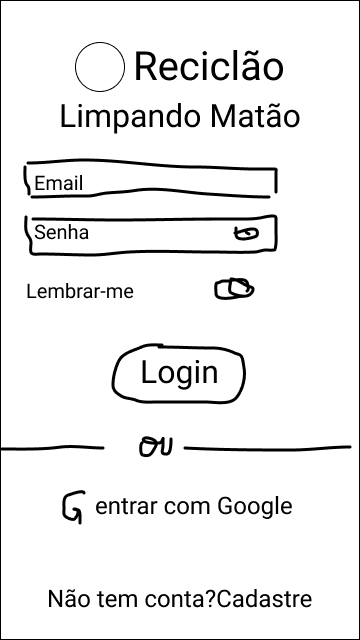 Reciclão
Limpando Matão
Email
Senha
Lembrar-me
Login
OU
G entrar com Google
Não tem conta?Cadastre